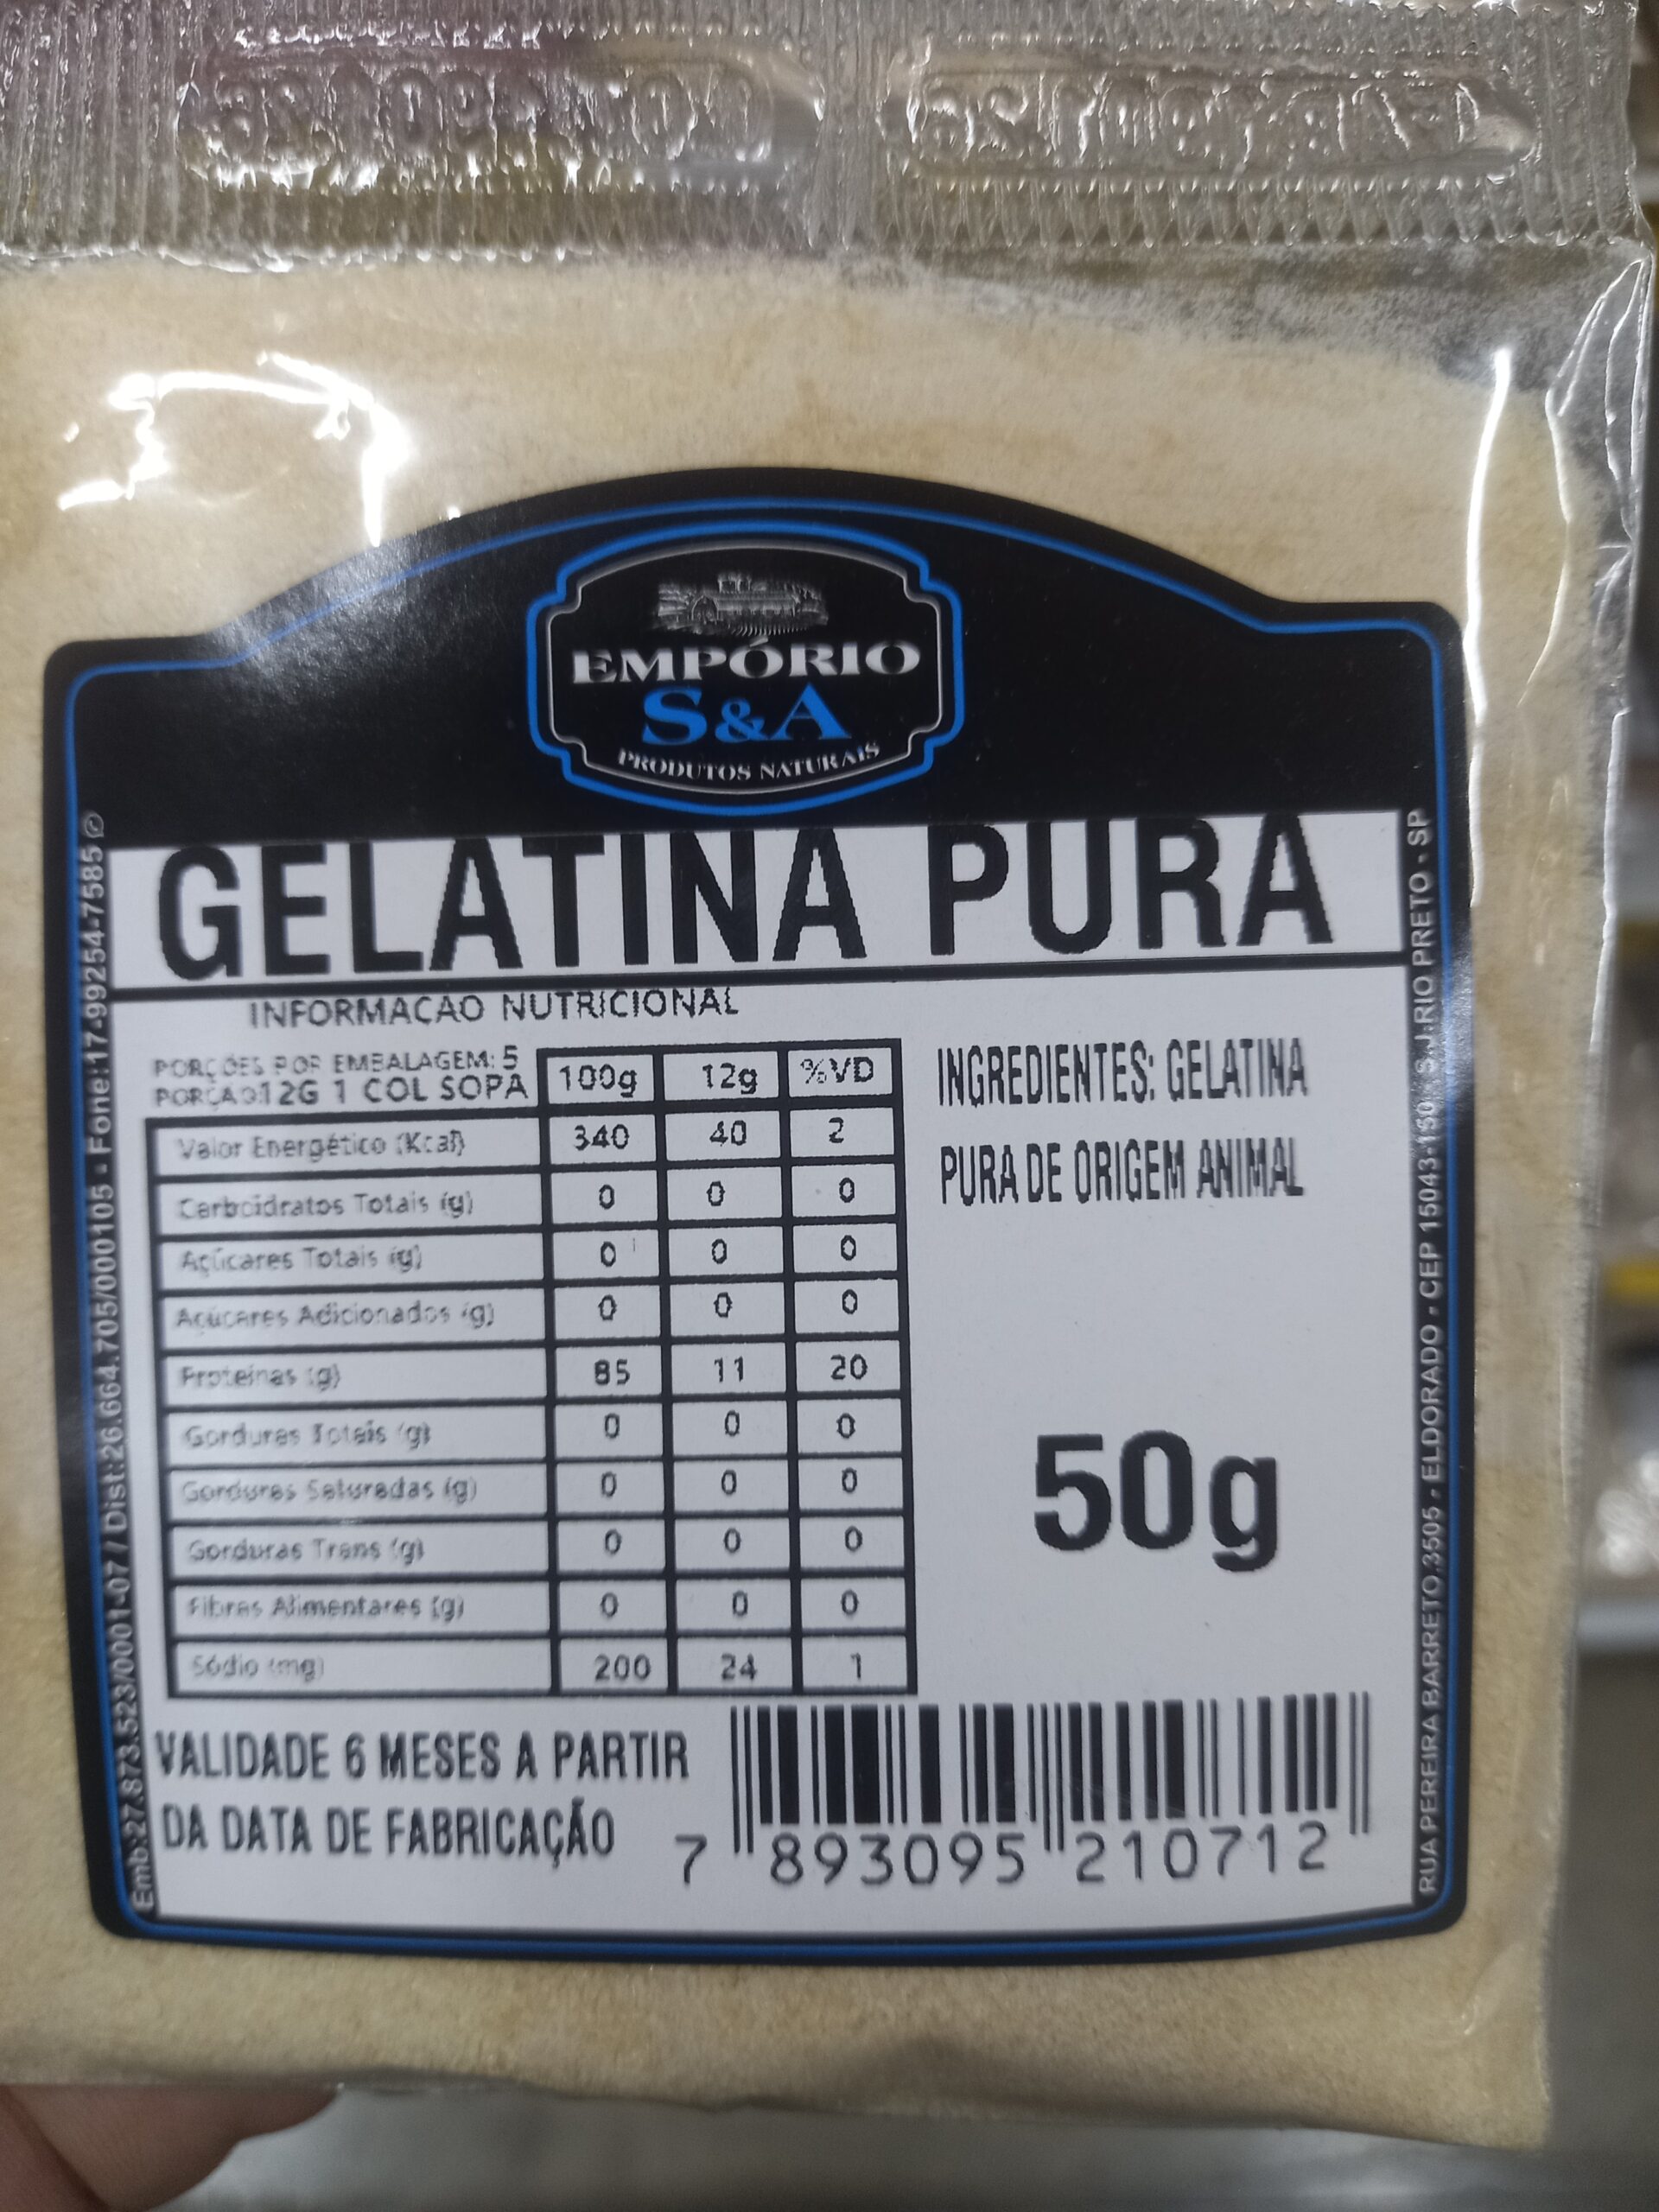 EMPÓRIO
S&A
PRODUTOS NATURAIS
GELATINA PURA
INFORMACAO NUTRICIONAL
PORÇÕES POR EMBALAGEM: 5
PORÇAO:12G 1 COL SOPA 100g 12g %VD
Valor Energético (Kcal) 340 40 2
Carboidratos Totais (g) 0 0 0
Açúcares Totais (g) 0 0 0
Açúcares Adicionados (g) 0 0 0
Proteínas (g) 85 11 20
Gorduras Totais (g) 0 0 0
Gorduras Saturadas (g) 0 0 0
Gorduras Trans (g) 0 0 0
Fibras Alimentares (g) 0 0 0
Sódio (mg) 200 24 1
INGREDIENTES: GELATINA
PURA DE ORIGEM ANIMAL
50g
VALIDADE 6 MESES A PARTIR
DA DATA DE FABRICAÇÃO
7 893095 210712
Emb:27.873.523/0001-07 / Dist:26.664.705/000105 - Fone:17-99254-7585
RUA PEREIRA BARRETO,3505 - ELDORADO - CEP 15043-150 S.J.RIO PRETO - SP